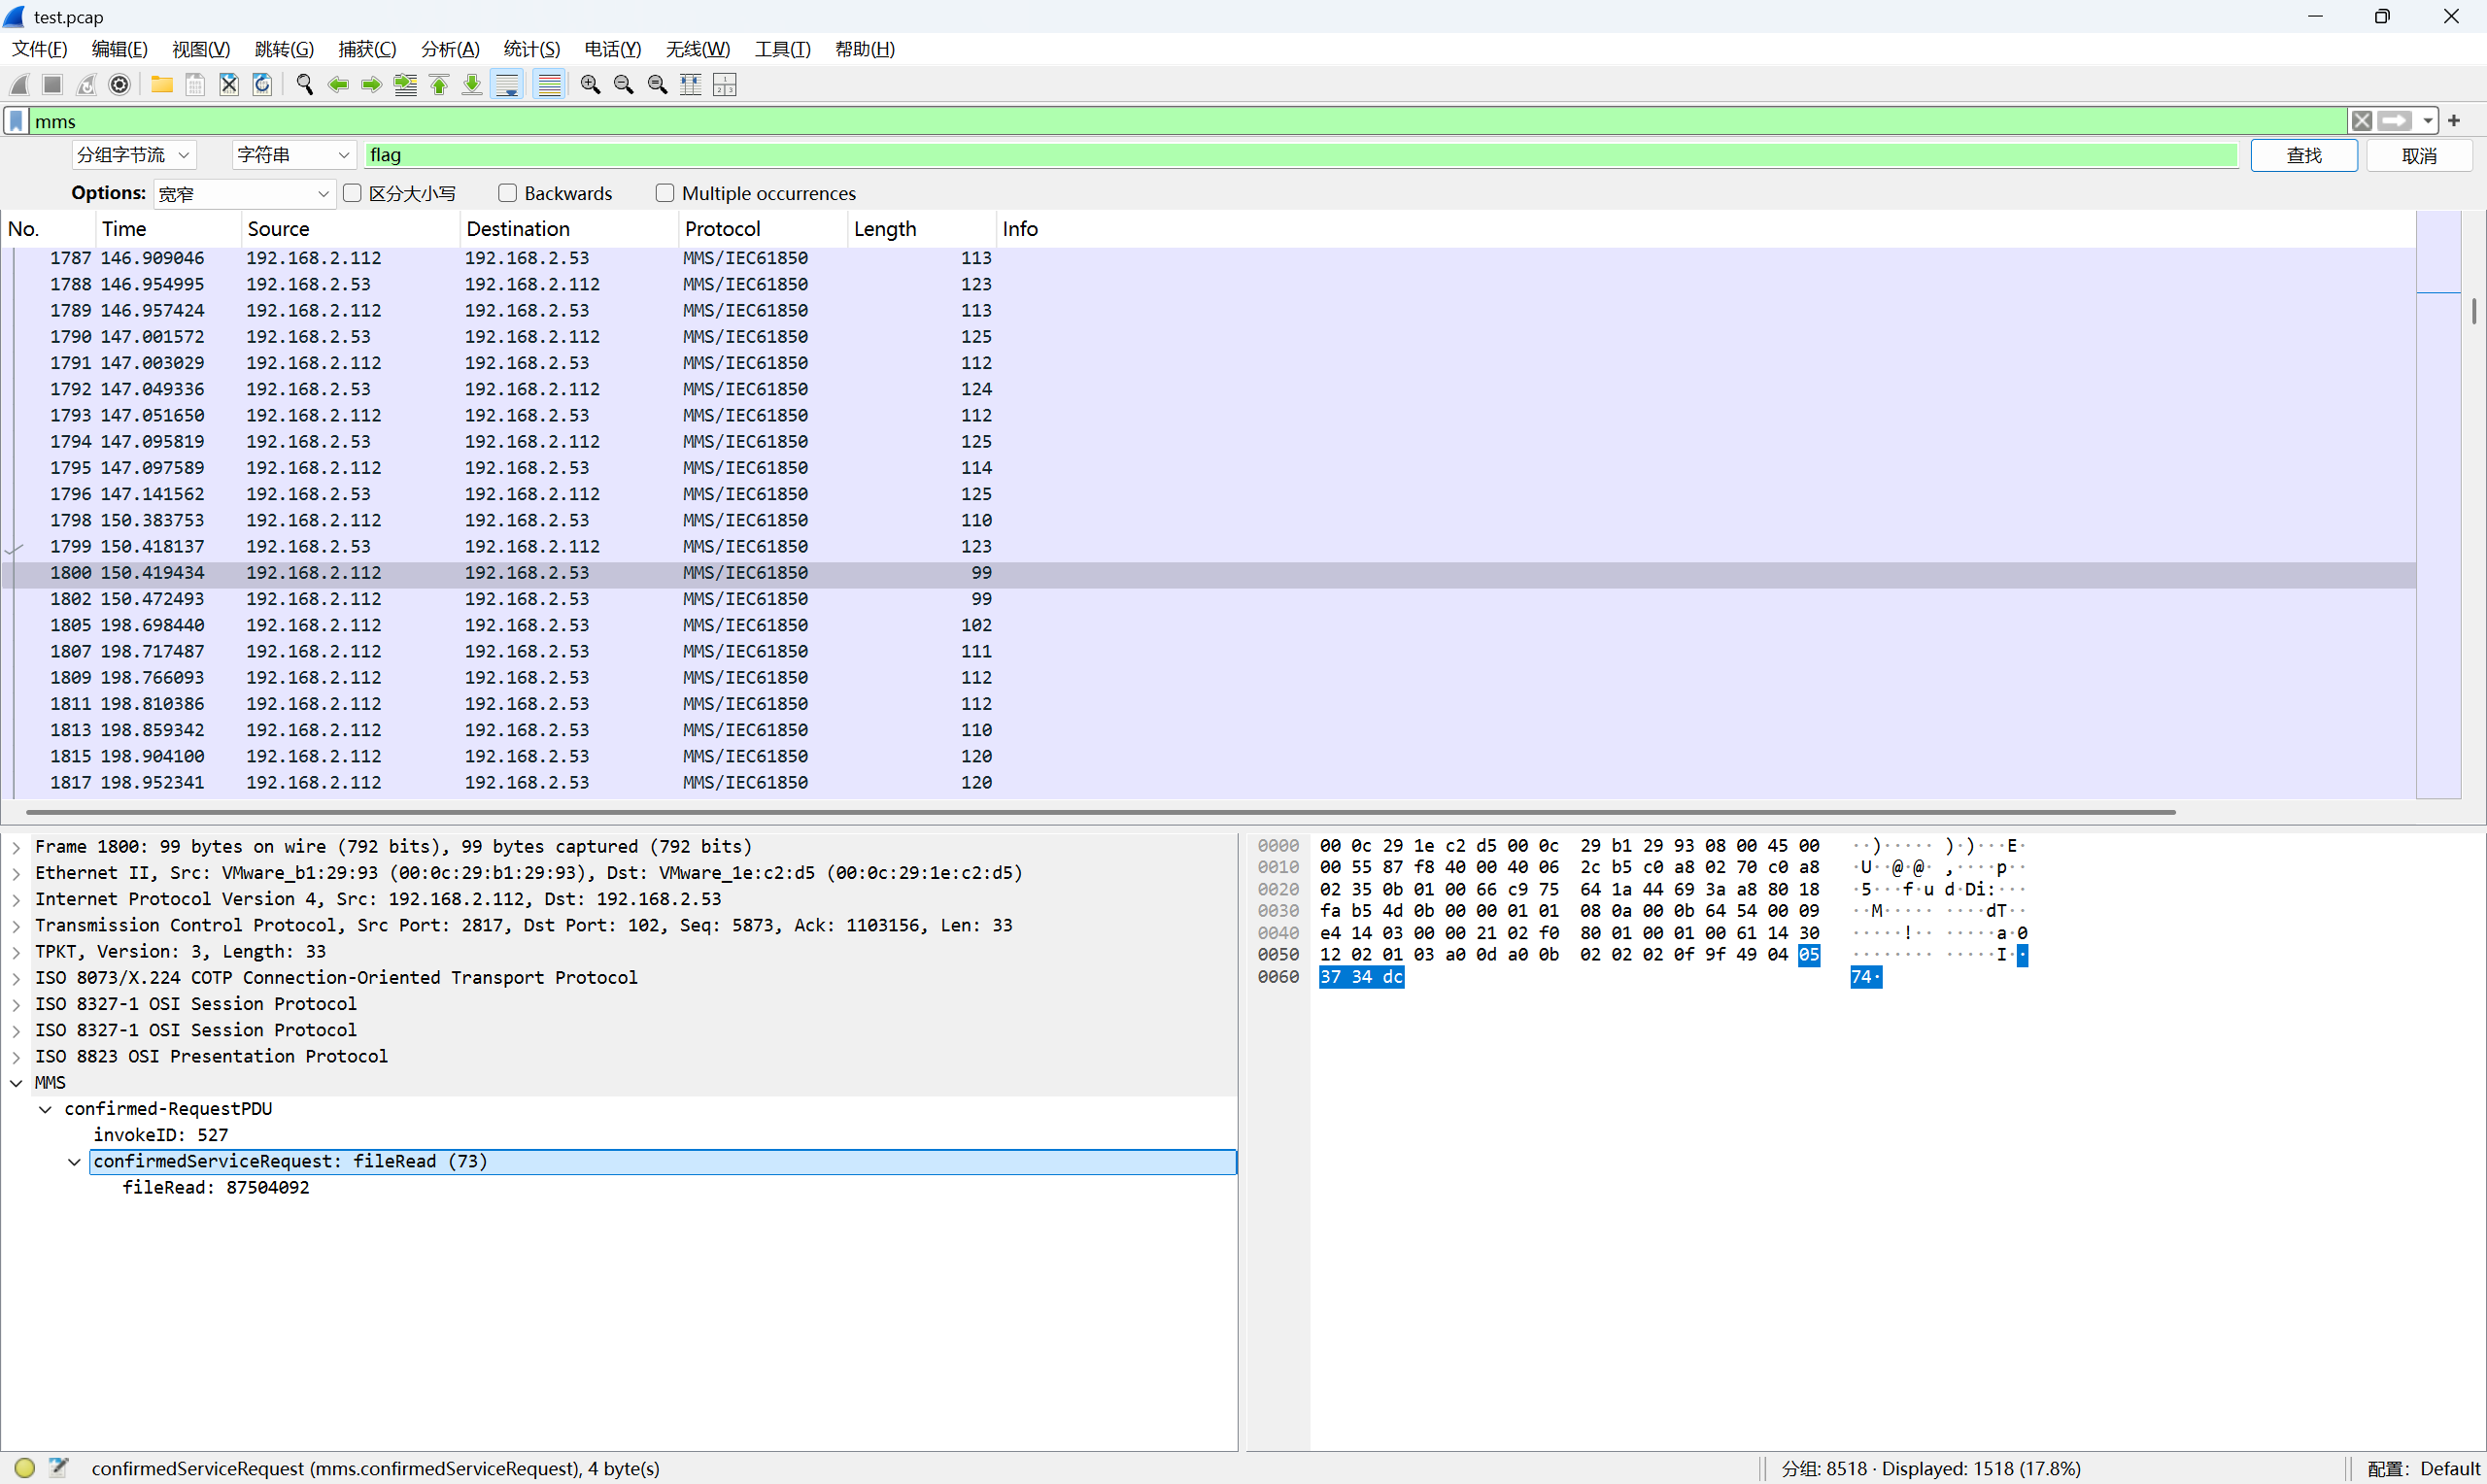 test.pcap
文件(F) 编辑(E) 视图(V) 跳转(G) 捕获(C) 分析(A) 统计(S) 电话(Y) 无线(W) 工具(T) 帮助(H)
mms
分组字节流 字符串 flag 查找 取消
Options: 宽窄 区分大小写 Backwards Multiple occurrences
No. Time Source Destination Protocol Length Info
1787 146.909046 192.168.2.112 192.168.2.53 MMS/IEC61850 113
1788 146.954995 192.168.2.53 192.168.2.112 MMS/IEC61850 123
1789 146.957424 192.168.2.112 192.168.2.53 MMS/IEC61850 113
1790 147.001572 192.168.2.53 192.168.2.112 MMS/IEC61850 125
1791 147.003029 192.168.2.112 192.168.2.53 MMS/IEC61850 112
1792 147.049336 192.168.2.53 192.168.2.112 MMS/IEC61850 124
1793 147.051650 192.168.2.112 192.168.2.53 MMS/IEC61850 112
1794 147.095819 192.168.2.53 192.168.2.112 MMS/IEC61850 125
1795 147.097589 192.168.2.112 192.168.2.53 MMS/IEC61850 114
1796 147.141562 192.168.2.53 192.168.2.112 MMS/IEC61850 125
1798 150.383753 192.168.2.112 192.168.2.53 MMS/IEC61850 110
1799 150.418137 192.168.2.53 192.168.2.112 MMS/IEC61850 123
1800 150.419434 192.168.2.112 192.168.2.53 MMS/IEC61850 99
1802 150.472493 192.168.2.112 192.168.2.53 MMS/IEC61850 99
1805 198.698440 192.168.2.112 192.168.2.53 MMS/IEC61850 102
1807 198.717487 192.168.2.112 192.168.2.53 MMS/IEC61850 111
1809 198.766093 192.168.2.112 192.168.2.53 MMS/IEC61850 112
1811 198.810386 192.168.2.112 192.168.2.53 MMS/IEC61850 112
1813 198.859342 192.168.2.112 192.168.2.53 MMS/IEC61850 110
1815 198.904100 192.168.2.112 192.168.2.53 MMS/IEC61850 120
1817 198.952341 192.168.2.112 192.168.2.53 MMS/IEC61850 120
Frame 1800: 99 bytes on wire (792 bits), 99 bytes captured (792 bits)
Ethernet II, Src: VMware_b1:29:93 (00:0c:29:b1:29:93), Dst: VMware_1e:c2:d5 (00:0c:29:1e:c2:d5)
Internet Protocol Version 4, Src: 192.168.2.112, Dst: 192.168.2.53
Transmission Control Protocol, Src Port: 2817, Dst Port: 102, Seq: 5873, Ack: 1103156, Len: 33
TPKT, Version: 3, Length: 33
ISO 8073/X.224 COTP Connection-Oriented Transport Protocol
ISO 8327-1 OSI Session Protocol
ISO 8327-1 OSI Session Protocol
ISO 8823 OSI Presentation Protocol
MMS
confirmed-RequestPDU
invokeID: 527
confirmedServiceRequest: fileRead (73)
fileRead: 87504092
0000 00 0c 29 1e c2 d5 00 0c 29 b1 29 93 08 00 45 00 ··)····· )·)···E·
0010 00 55 87 f8 40 00 40 06 2c b5 c0 a8 02 70 c0 a8 ·U··@·@· ,····p··
0020 02 35 0b 01 00 66 c9 75 64 1a 44 69 3a a8 80 18 ·5···f·u d·Di:···
0030 fa b5 4d 0b 00 00 01 01 08 0a 00 0b 64 54 00 09 ··M····· ····dT··
0040 e4 14 03 00 00 21 02 f0 80 01 00 01 00 61 14 30 ·····!·· ·····a·0
0050 12 02 01 03 a0 0d a0 0b 02 02 02 0f 9f 49 04 05 ········ ·····I··
0060 37 34 dc 74·
confirmedServiceRequest (mms.confirmedServiceRequest), 4 byte(s) 分组: 8518 · Displayed: 1518 (17.8%) 配置: Default